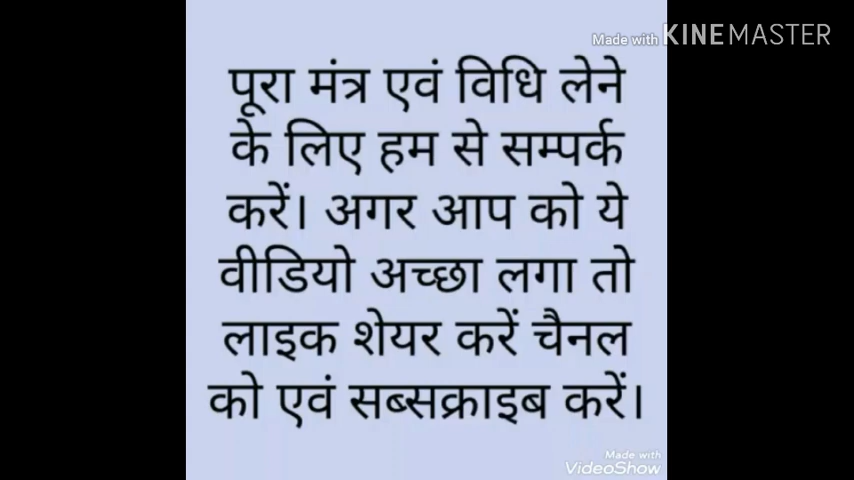 Made with KINEMASTER
पूरा मंत्र एवं विधि लेने
के लिए हम से सम्पर्क
करें। अगर आप को ये
वीडियो अच्छा लगा तो
लाइक शेयर करें चैनल
को एवं सब्सक्राइब करें।
Made with
VideoShow